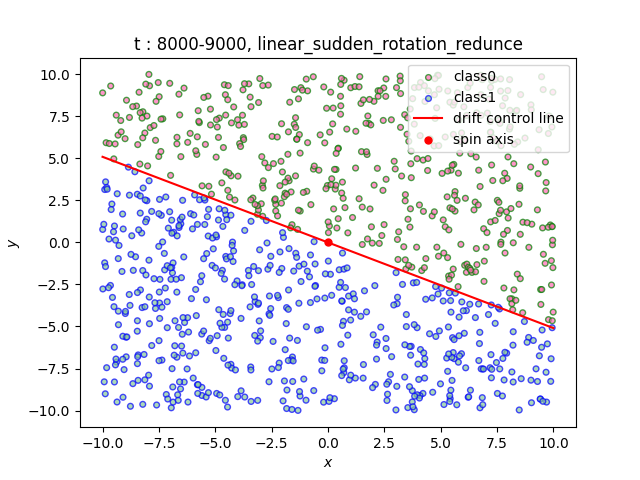 t : 8000-9000, linear_sudden_rotation_redunce
class0
class1
drift control line
spin axis
10.0
7.5
5.0
2.5
0.0
−2.5
−5.0
−7.5
−10.0
y
−10.0 −7.5 −5.0 −2.5 0.0 2.5 5.0 7.5 10.0
x